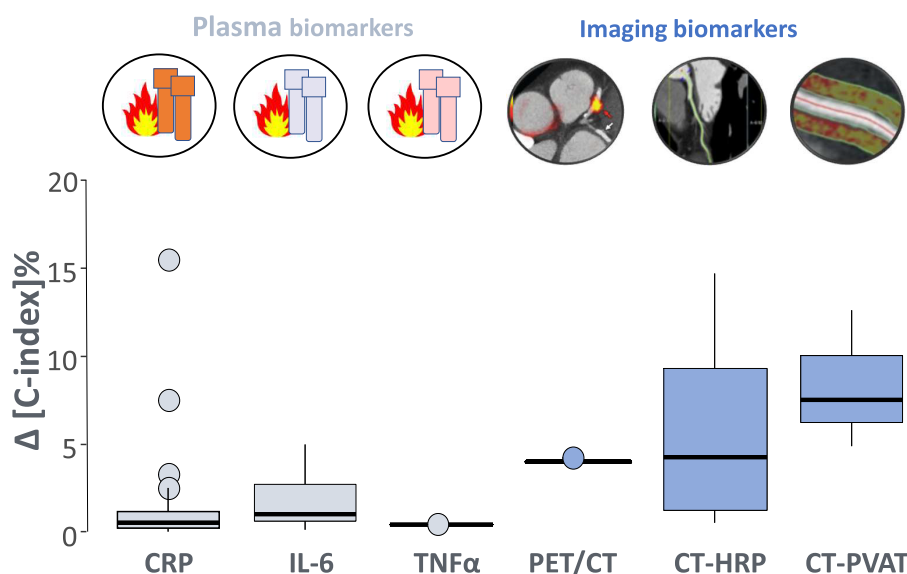 Plasma biomarkers
Imaging biomarkers
20
15
10
5
0
Δ [C-index]%
CRP
IL-6
TNFα
PET/CT
CT-HRP
CT-PVAT